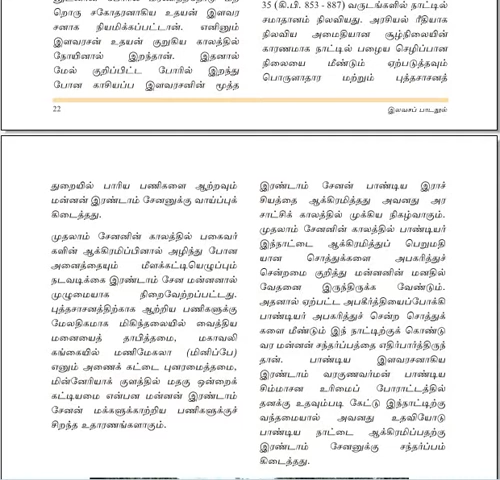 றொரு சகோதரனாகிய உதயன் இளவர
சனாக நியமிக்கப்பட்டான். எனினும்
இளவரசன் உதயன் குறுகிய காலத்தில்
நோயினால் இறந்தான். இதனால்
மேல் குறிப்பிட்ட போரில் இறந்து
போன காசியப்ப இளவரசனின் மூத்த
35 (கி.பி. 853 - 887) வருடங்களில் நாட்டில்
சமாதானம் நிலவியது. அரசியல் ரீதியாக
நிலவிய அமைதியான சூழ்நிலையின்
காரணமாக நாட்டில் பழைய செழிப்பான
நிலையை மீண்டும் ஏற்படுத்தவும்
பொருளாதார மற்றும் புத்தசாசனத்
22
இலவசப் பாடநூல்
துறையில் பாரிய பணிகளை ஆற்றவும்
மன்னன் இரண்டாம் சேனனுக்கு வாய்ப்புக்
கிடைத்தது.
முதலாம் சேனனின் காலத்தில் பகைவர்
களின் ஆக்கிரமிப்பினால் அழிந்து போன
அனைத்தையும் மீளக்கட்டியெழுப்பும்
நடவடிக்கை இரண்டாம் சேன மன்னனால்
முழுமையாக நிறைவேற்றப்பட்டது.
புத்தசாசனத்திற்காக ஆற்றிய பணிகளுக்கு
மேலதிகமாக மிகிந்தலையில் வைத்திய
மனையைத் தாபித்தமை, மகாவலி
கங்கையில் மணிமேகலா (மினிப்பே)
எனும் அணைக் கட்டை புனரமைத்தமை,
மின்னேரியாக் குளத்தில் மதகு ஒன்றைக்
கட்டியமை என்பன மன்னன் இரண்டாம்
சேனன் மக்களுக்காற்றிய பணிகளுக்குச்
சிறந்த உதாரணங்களாகும்.
இரண்டாம் சேனன் பாண்டிய இராச்
சியத்தை ஆக்கிரமித்தது அவனது அர
சாட்சிக் காலத்தில் முக்கிய நிகழ்வாகும்.
முதலாம் சேனனின் காலத்தில் பாண்டியர்
இந்நாட்டை ஆக்கிரமித்துப் பெறுமதி
யான சொத்துக்களை அபகரித்துச்
சென்றமை குறித்து மன்னனின் மனதில்
வேதனை இருந்திருக்க வேண்டும்.
அதனால் ஏற்பட்ட அபகீர்த்தியைப்போக்கி
பாண்டியர் அபகரித்துச் சென்ற சொத்துக்
களை மீண்டும் இந் நாட்டிற்குக் கொண்டு
வர மன்னன் சந்தர்ப்பத்தை எதிர்பார்த்திருந்
தான். பாண்டிய இளவரசனாகிய
இரண்டாம் வரகுணவர்மன் பாண்டிய
சிம்மாசன உரிமைப் போராட்டத்தில்
தனக்கு உதவும்படி கேட்டு இந்நாட்டிற்கு
வந்தமையால் அவனது உதவியோடு
பாண்டிய நாட்டை ஆக்கிரமிப்பதற்கு
இரண்டாம் சேனனுக்கு சந்தர்ப்பம்
கிடைத்தது.